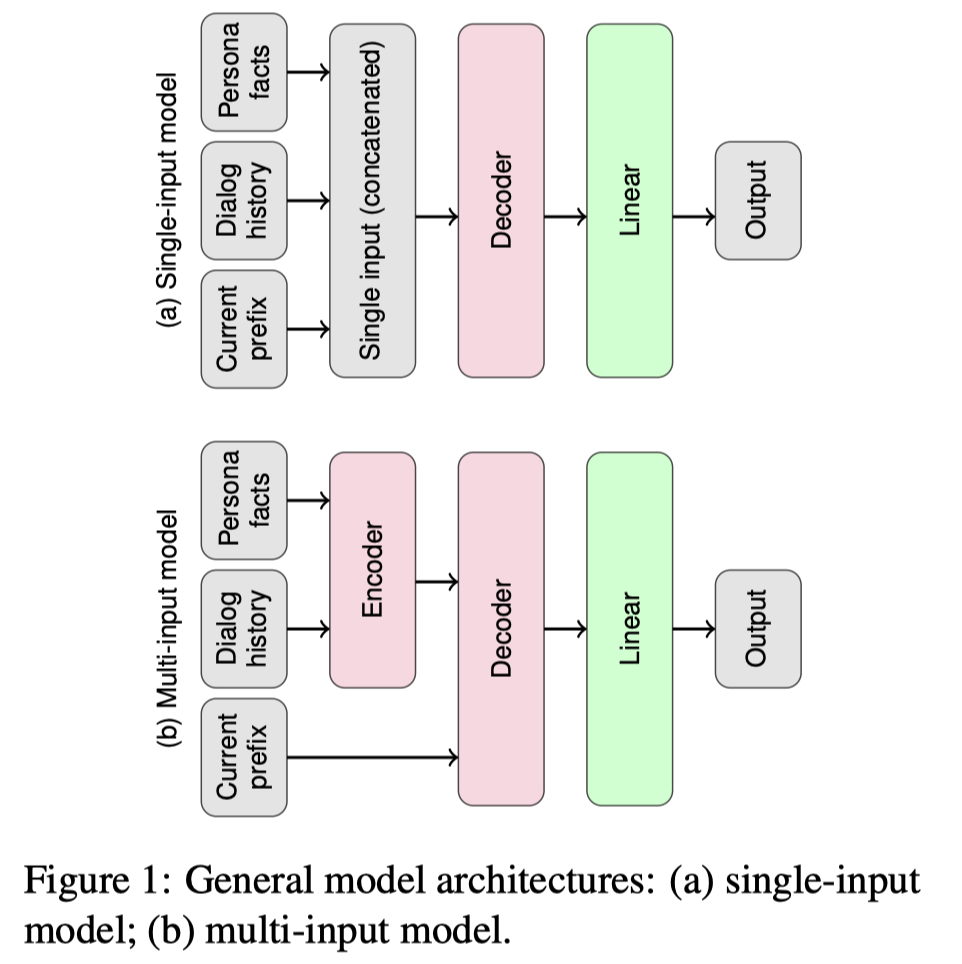 (a) Single-input model
Persona
facts
Dialog
history
Current
prefix
Single input (concatenated)
Decoder
Linear
Output
(b) Multi-input model
Persona
facts
Dialog
history
Current
prefix
Encoder
Decoder
Linear
Output
Figure 1: General model architectures: (a) single-input
model; (b) multi-input model.